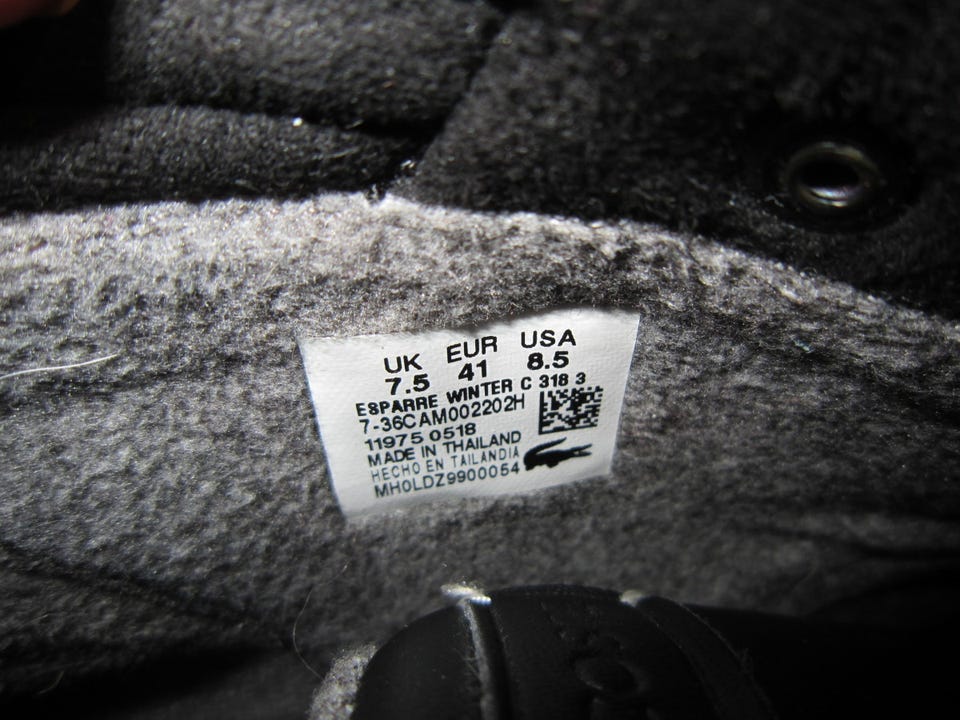 UK EUR USA
7.5 41 8.5
ESPARRE WINTER C 318 3
7-36CAM002202H
11975 0518
MADE IN THAILAND
HECHO EN TAILANDIA
MH0LDZ9900054